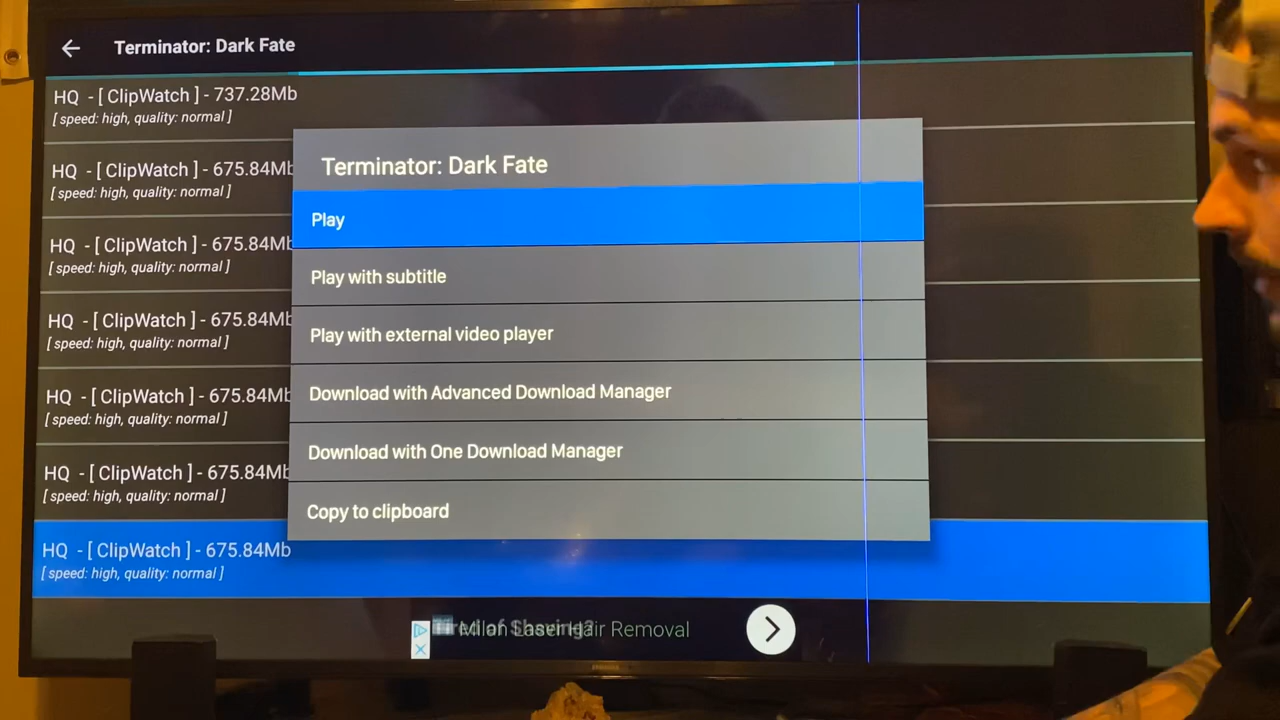 Terminator: Dark Fate
HQ - [ ClipWatch ] - 737.28Mb
[ speed: high, quality: normal ]
HQ - [ ClipWatch ] - 675.84Mb
[ speed: high, quality: normal ]
HQ - [ ClipWatch ] - 675.84Mb
[ speed: high, quality: normal ]
HQ - [ ClipWatch ] - 675.84Mb
[ speed: high, quality: normal ]
HQ - [ ClipWatch ] - 675.84Mb
[ speed: high, quality: normal ]
HQ - [ ClipWatch ] - 675.84Mb
[ speed: high, quality: normal ]
HQ - [ ClipWatch ] - 675.84Mb
[ speed: high, quality: normal ]
Terminator: Dark Fate
Play
Play with subtitle
Play with external video player
Download with Advanced Download Manager
Download with One Download Manager
Copy to clipboard
Milan Laser Hair Removal